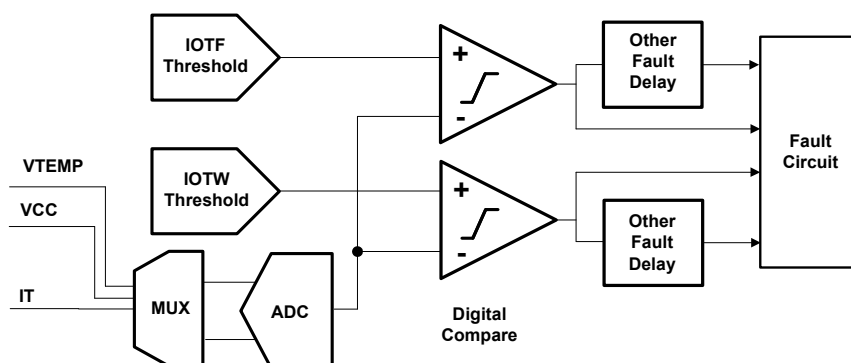 IOTF
Threshold
+
-
Other
Fault
Delay
Fault
Circuit
VTEMP
VCC
IT
IOTW
Threshold
+
-
Other
Fault
Delay
MUX
ADC
Digital
Compare